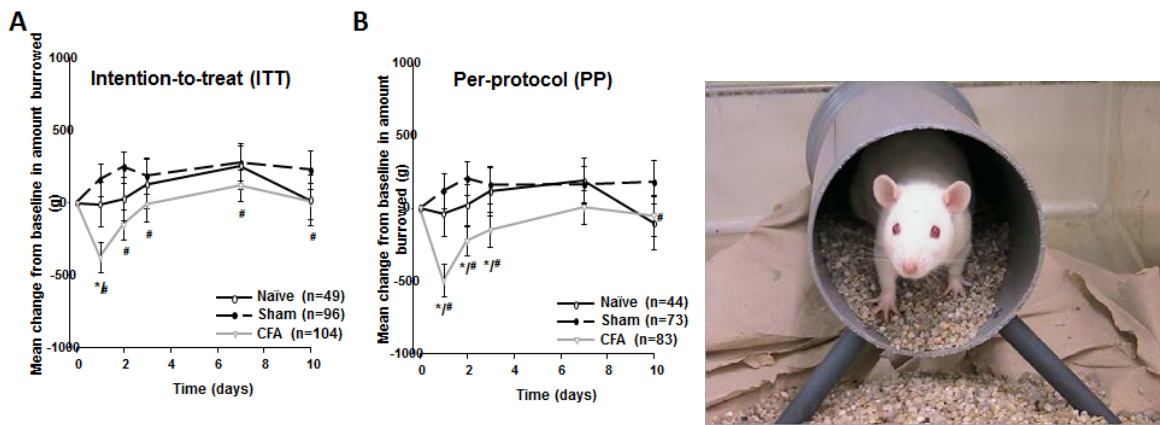 A
Mean change from baseline in amount burrowed (g)
1000
500
0
-500
-1000
Intention-to-treat (ITT)
*/#
#
#
#
#
Naïve (n=49)
Sham (n=96)
CFA (n=104)
0
2
4
6
8
10
Time (days)
B
Mean change from baseline in amount
burrowed (g)
1000
500
0
-500
-1000
Per-protocol (PP)
*/#
*/#
*/#
#
Naïve (n=44)
Sham (n=73)
CFA (n=83)
0
2
4
6
8
10
Time (days)